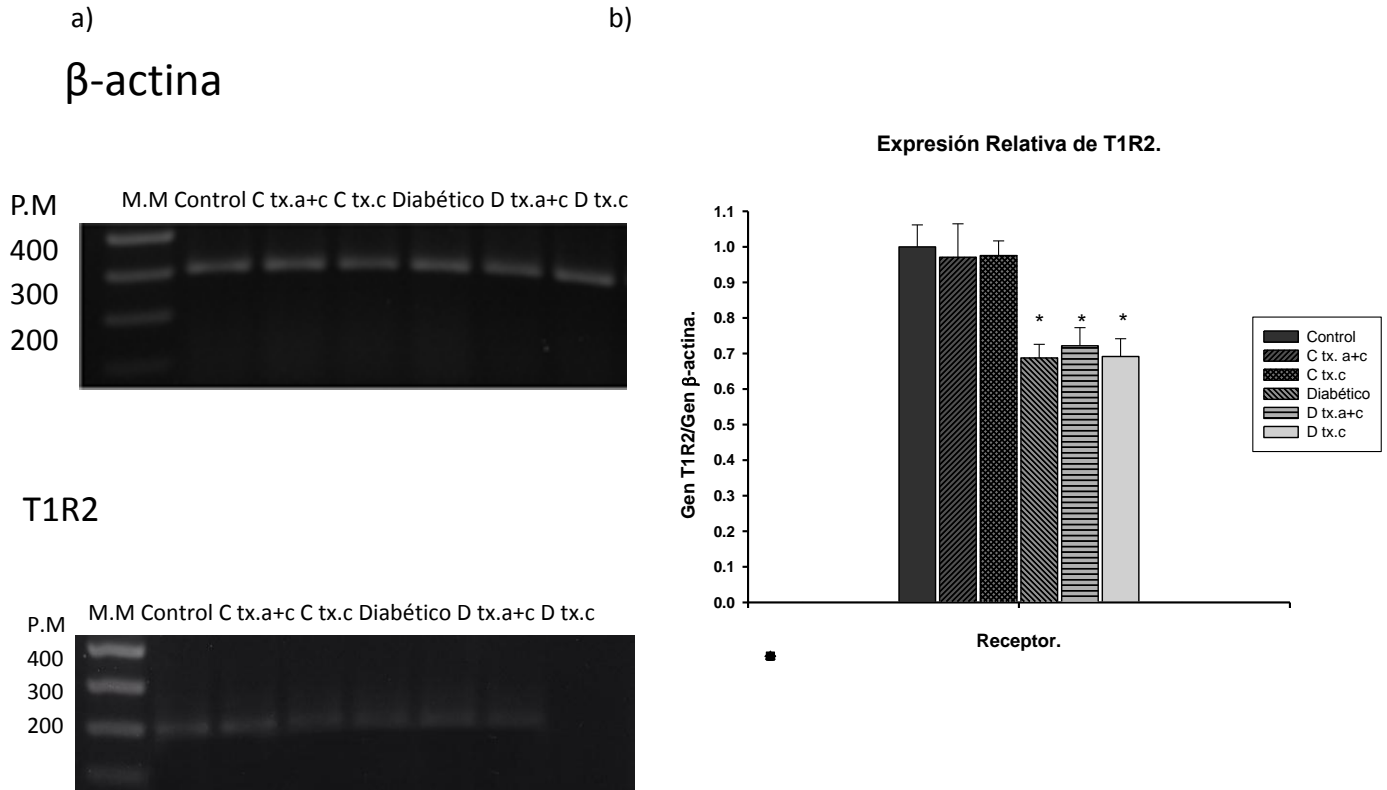 a)
β-actina
P.M
M.M Control C tx.a+c C tx.c Diabético D tx.a+c D tx.c
400
300
200
T1R2
P.M
M.M Control C tx.a+c C tx.c Diabético D tx.a+c D tx.c
400
300
200
b)
Expresión Relativa de T1R2.
Gen T1R2/Gen β-actina.
1.1
1.0
0.9
0.8
0.7
0.6
0.5
0.4
0.3
0.2
0.1
0.0
* * *
Receptor.
Control
C tx. a+c
C tx.c
Diabético
D tx.a+c
D tx.c